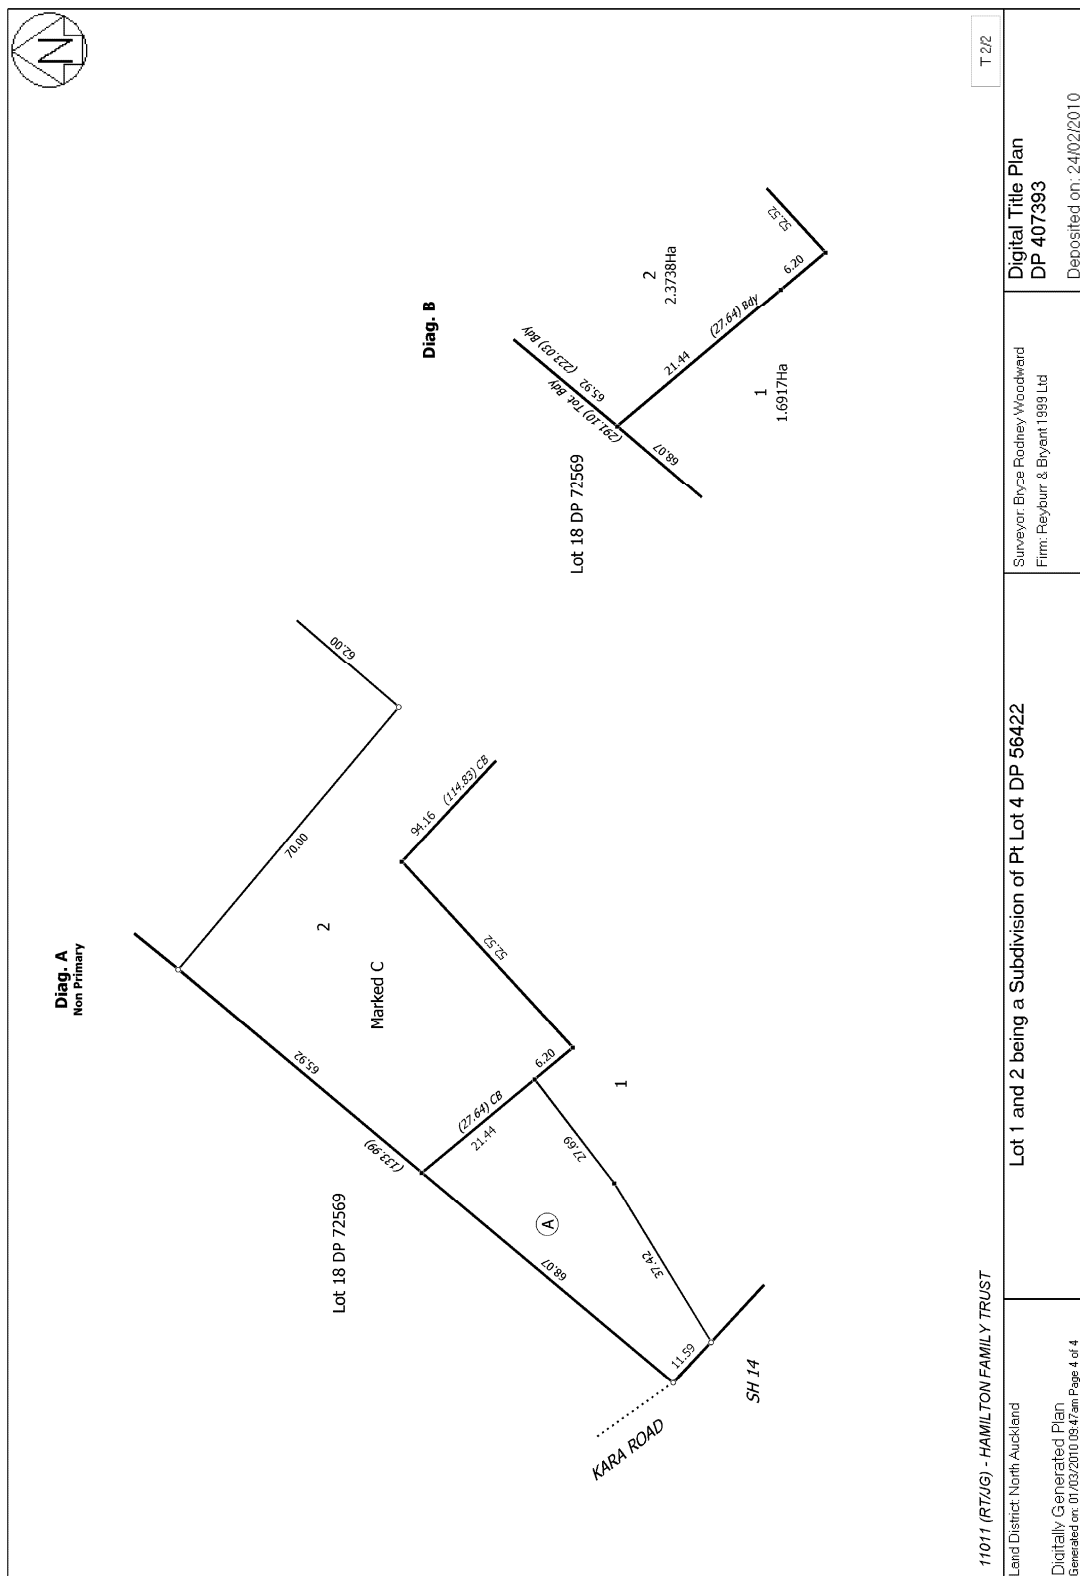 N
T 2/2
Diag. A
Non Primary
Lot 18 DP 72569
(133.99)
65.92
70.00
62.00
2
Marked C
(27.64) CB
21.44
6.20
52.52
94.16 (114.83) CB
1
27.69
37.42
A
68.07
11.59
KARA ROAD
SH 14
Diag. B
Lot 18 DP 72569
(291.10) Tot. Bdy
(223.03) Bdy
65.92
68.07
21.44
(27.64) Bdy
6.20
52.52
2
2.3738Ha
1
1.6917Ha
11011 (RT/JG) - HAMILTON FAMILY TRUST
Land District: North Auckland
Digitally Generated Plan
Generated on: 01/03/2010 09:47am Page 4 of 4
Lot 1 and 2 being a Subdivision of Pt Lot 4 DP 56422
Surveyor: Bryce Rodney Woodward
Firm: Reyburr & Bryant 1999 Ltd
Digital Title Plan
DP 407393
Deposited on: 24/02/2010